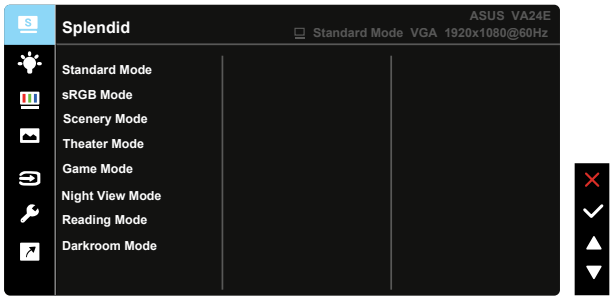 S
Splendid
ASUS VA24E
Standard Mode VGA 1920x1080@60Hz
Standard Mode
sRGB Mode
Scenery Mode
Theater Mode
Game Mode
Night View Mode
Reading Mode
Darkroom Mode